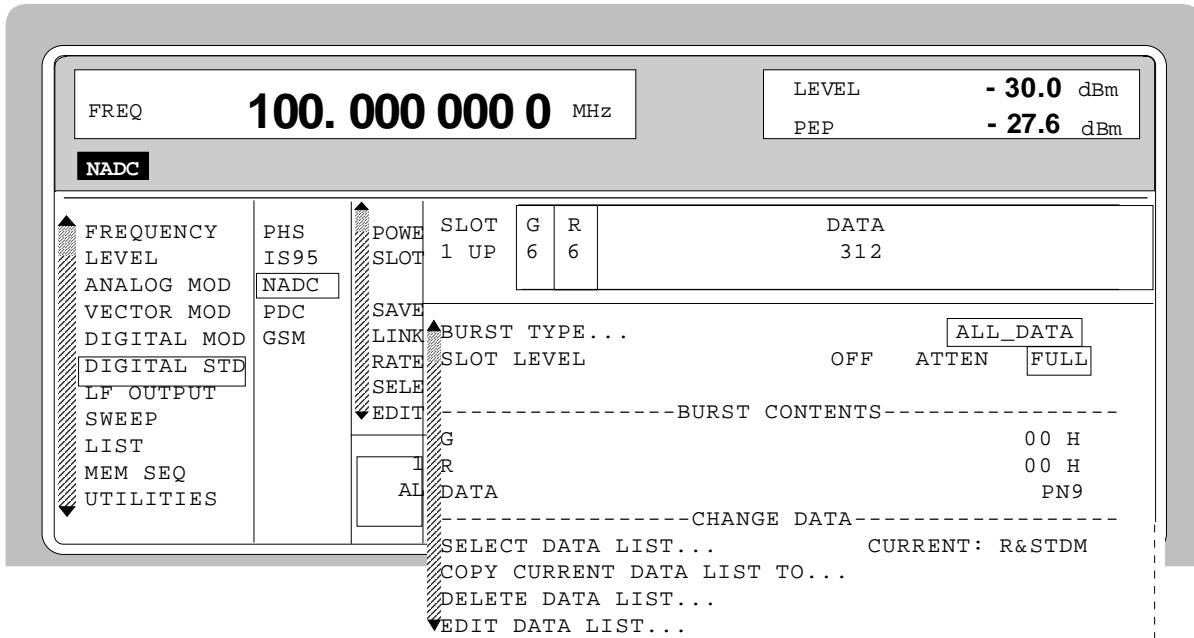 FREQ 100. 000 000 0 MHz
LEVEL - 30.0 dBm
PEP - 27.6 dBm
NADC
FREQUENCY
LEVEL
ANALOG MOD
VECTOR MOD
DIGITAL MOD
DIGITAL STD
LF OUTPUT
SWEEP
LIST
MEM SEQ
UTILITIES
PHS
IS95
NADC
PDC
GSM
POWE
SLOT
SAVE
LINK
RATE
SELE
EDIT
1
AL
SLOT G R DATA
1 UP 6 6 312
BURST TYPE... ALL_DATA
SLOT LEVEL OFF ATTEN FULL
----------------BURST CONTENTS----------------
G 00 H
R 00 H
DATA PN9
-----------------CHANGE DATA------------------
SELECT DATA LIST... CURRENT: R&STDM
COPY CURRENT DATA LIST TO...
DELETE DATA LIST...
EDIT DATA LIST...